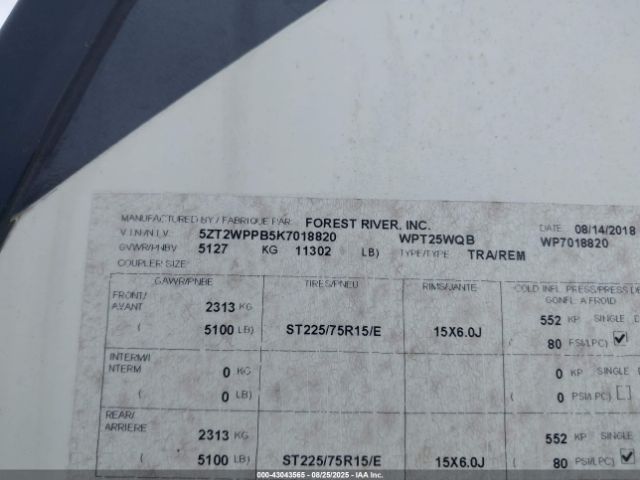 MANUFACTURED BY / FABRIQUE PAR: FOREST RIVER, INC. DATE 08/14/2018
V.I.N/N.I.V. 5ZT2WPPB5K7018820 WPT25WQB WP7018820
GVWR/PNBV 5127 KG 11302 LB) TYPE/TYPE TRA/REM
COUPLER SIZE:
GAWR/PNBE TIRES/PNEU RIMS/JANTE COLD INFL. PRESS/PRESS DE
GONFL. A FROID
FRONT/
AVANT 2313 KG 552 KP SINGLE D
( 5100 LB) ST225/75R15/E 15X6.0J ( 80 PSI/LPC)
INTERM/
INTERM 0 KG 0 KP SINGLE D
( 0 LB) ( 0 PSI/LPC) [ ]
REAR/
ARRIERE 2313 KG 552 KP SINGLE
( 5100 LB) ST225/75R15/E 15X6.0J ( 80 PSI/LPC)
000-43043565 - 08/25/2025 - IAA Inc.